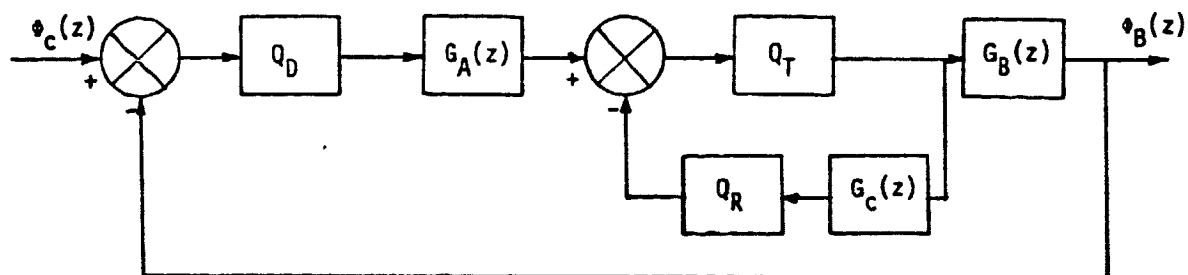 Φc(z)
+
-
QD
GA(z)
+
-
QT
GB(z)
ΦB(z)
QR
Gc(z)